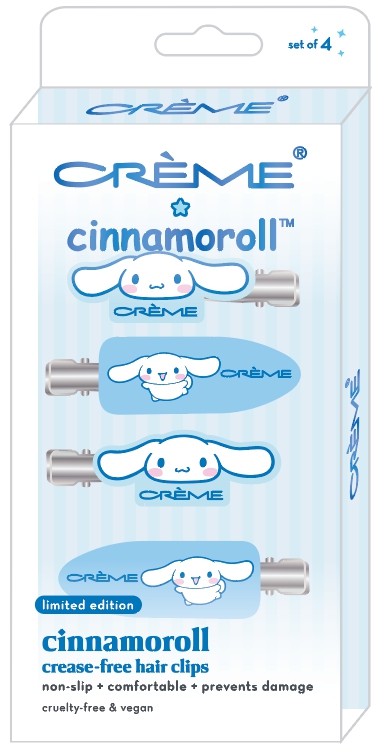 set of 4
CRÈME®
CRÈME®
cinnamoroll™
CRÈME
CRÈME
CRÈME
CRÈME
limited edition
cinnamoroll
crease-free hair clips
non-slip + comfortable + prevents damage
cruelty-free & vegan
CRÈME